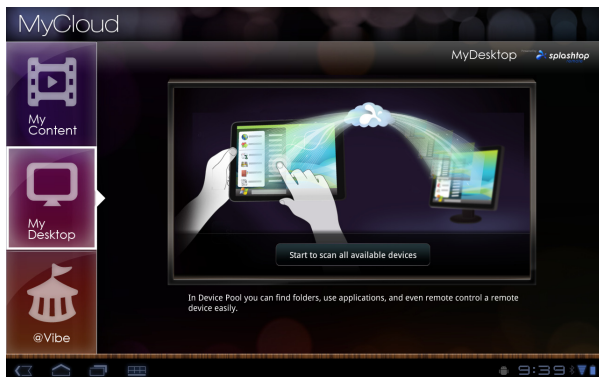 MyCloud
MyDesktop
splashtop
My
Content
My
Desktop
@Vibe
Start to scan all available devices
In Device Pool you can find folders, use applications, and even remote control a remote
device easily.
9:39